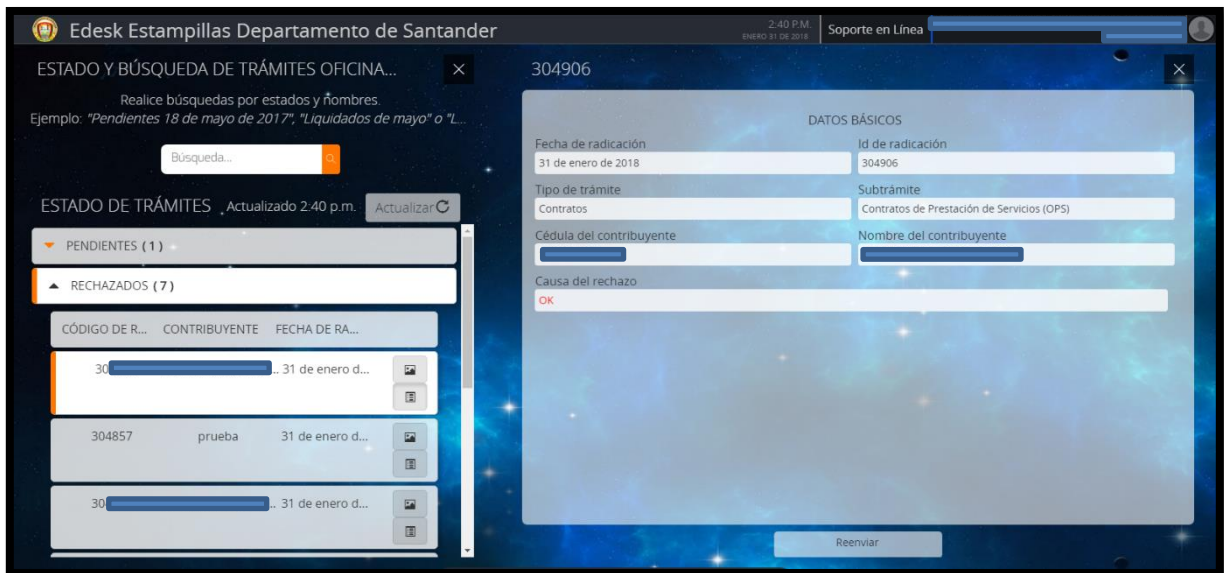 Edesk Estampillas Departamento de Santander
2:40 P.M.
ENERO 31 DE 2018
Soporte en Línea
ESTADO Y BÚSQUEDA DE TRÁMITES OFICINA...
Realice búsquedas por estados y nombres.
Ejemplo: "Pendientes 18 de mayo de 2017", "Liquidados de mayo" o "L...
Búsqueda...
ESTADO DE TRÁMITES Actualizado 2:40 p.m. Actualizar
PENDIENTES (1)
RECHAZADOS (7)
CÓDIGO DE R... CONTRIBUYENTE FECHA DE RA...
30 .. 31 de enero d...
304857 prueba 31 de enero d...
30 .. 31 de enero d...
304906
DATOS BÁSICOS
Fecha de radicación Id de radicación
31 de enero de 2018 304906
Tipo de trámite Subtrámite
Contratos Contratos de Prestación de Servicios (OPS)
Cédula del contribuyente Nombre del contribuyente
Causa del rechazo
OK
Reenviar